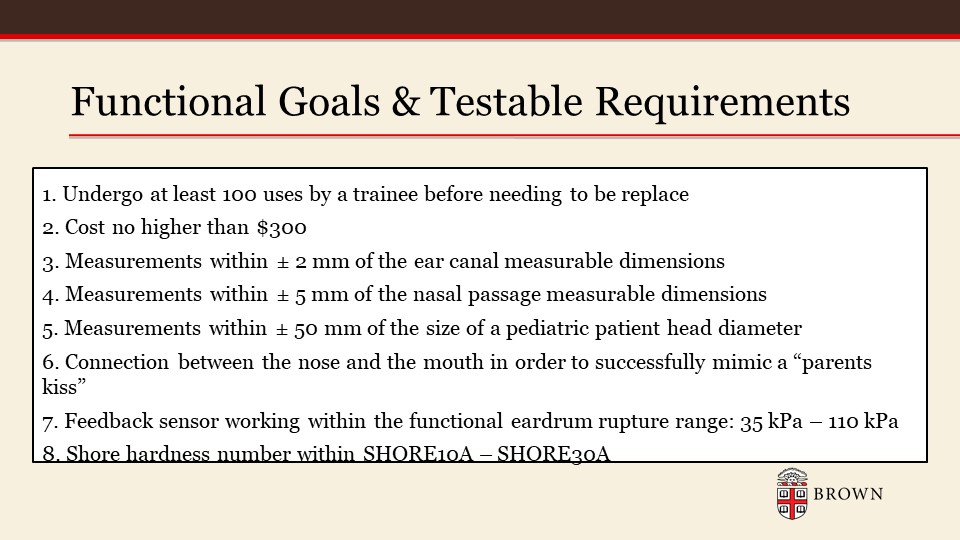 Functional Goals & Testable Requirements
1. Undergo at least 100 uses by a trainee before needing to be replace
2. Cost no higher than $300
3. Measurements within ± 2 mm of the ear canal measurable dimensions
4. Measurements within ± 5 mm of the nasal passage measurable dimensions
5. Measurements within ± 50 mm of the size of a pediatric patient head diameter
6. Connection between the nose and the mouth in order to successfully mimic a “parents
kiss”
7. Feedback sensor working within the functional eardrum rupture range: 35 kPa – 110 kPa
8. Shore hardness number within SHORE10A – SHORE30A
BROWN